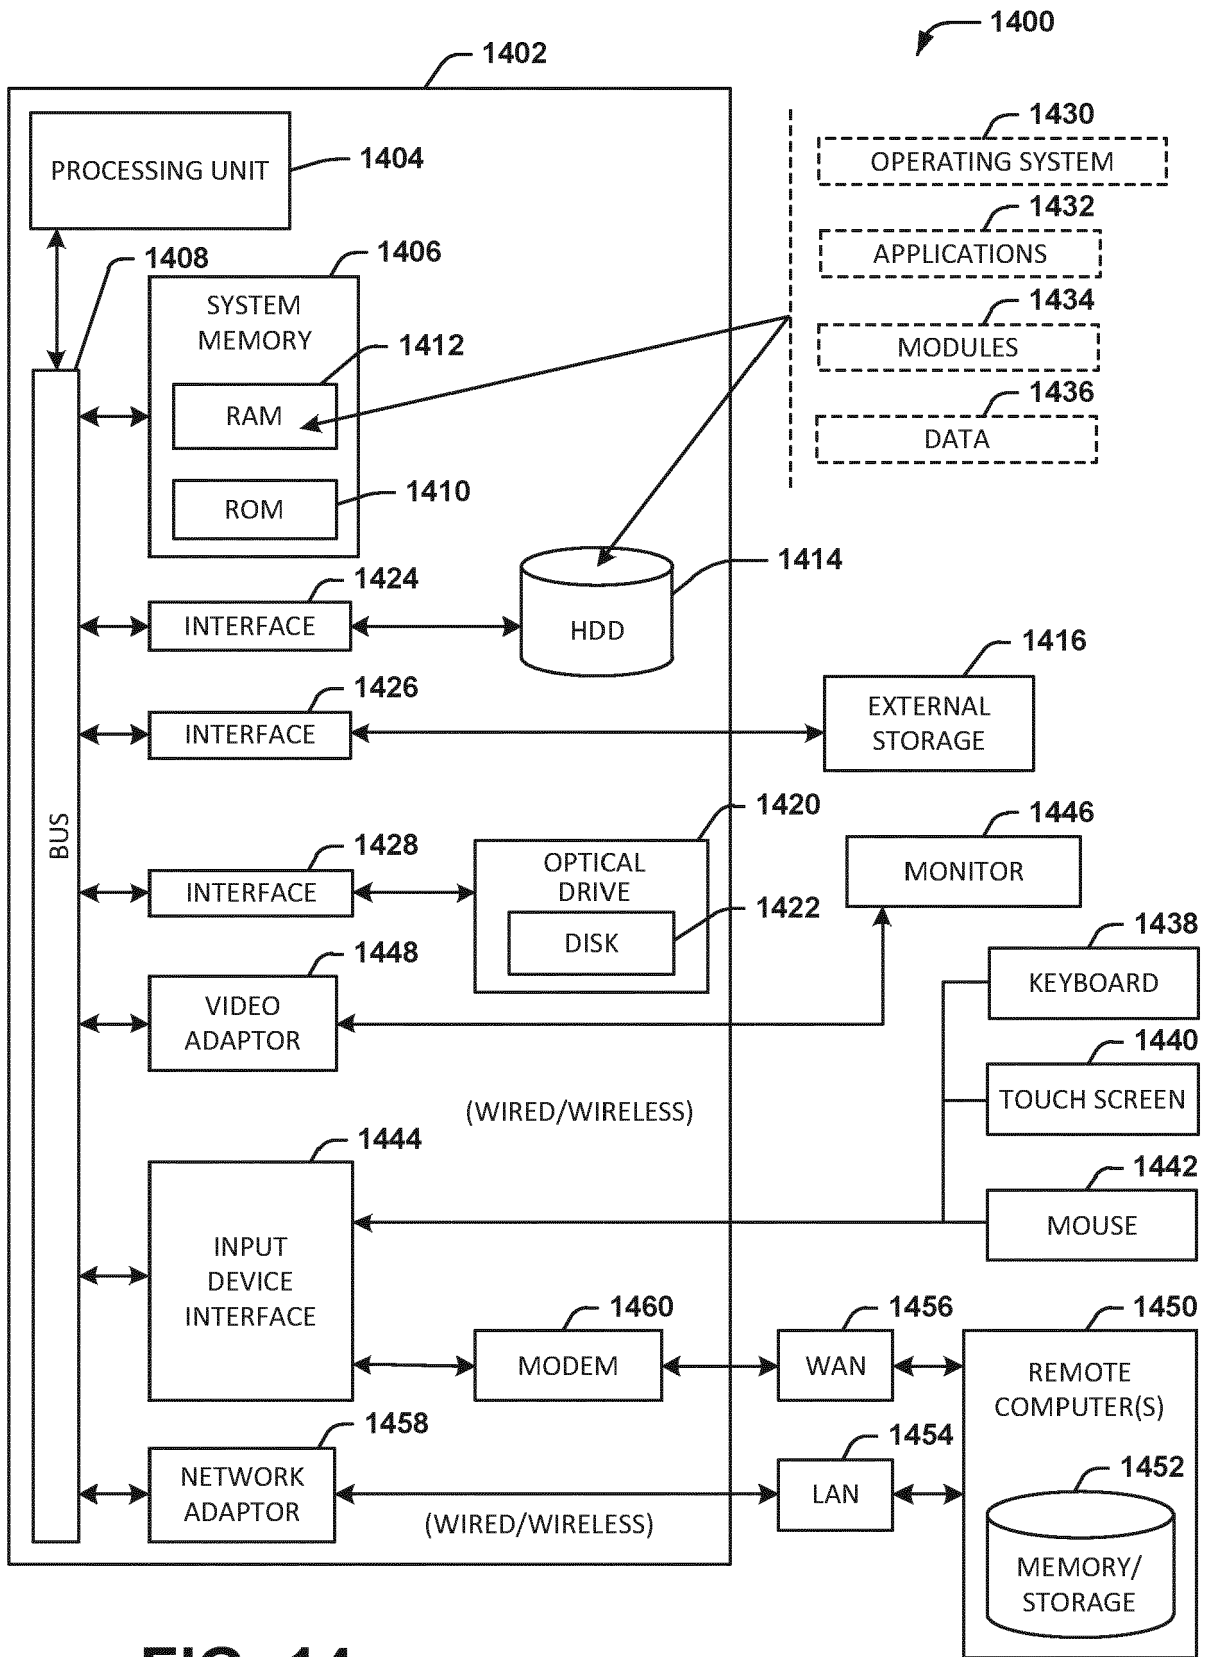 1400
1402
PROCESSING UNIT
1404
1430
OPERATING SYSTEM
1432
APPLICATIONS
1434
MODULES
1436
DATA
1408
1406
SYSTEM
MEMORY
1412
RAM
1410
ROM
1424
INTERFACE
1414
HDD
1426
INTERFACE
1416
EXTERNAL
STORAGE
BUS
1428
INTERFACE
1420
OPTICAL
DRIVE
1422
DISK
1446
MONITOR
1448
VIDEO
ADAPTOR
1438
KEYBOARD
1440
TOUCH SCREEN
(WIRED/WIRELESS)
1442
MOUSE
1444
INPUT
DEVICE
INTERFACE
1460
MODEM
1456
WAN
1450
REMOTE
COMPUTER(S)
1458
NETWORK
ADAPTOR
(WIRED/WIRELESS)
1454
LAN
1452
MEMORY/
STORAGE
FIG. 14